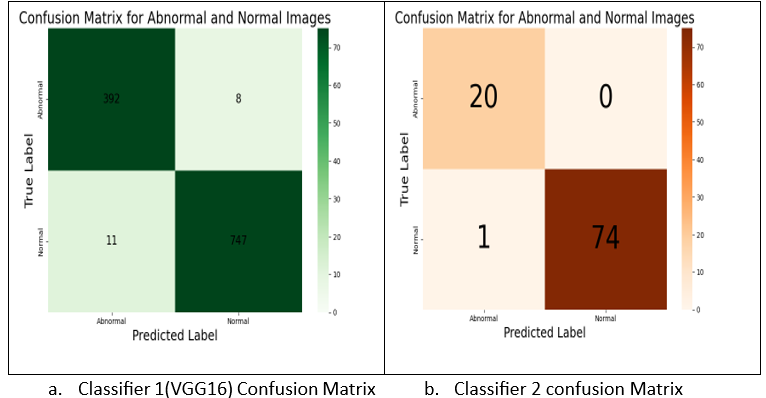 Confusion Matrix for Abnormal and Normal Images
True Label
Abnormal
Normal
392
8
11
747
Abnormal
Normal
Predicted Label
70
60
50
40
30
20
10
0
Confusion Matrix for Abnormal and Normal Images
True Label
Abnormal
Normal
20
0
1
74
Abnormal
Normal
Predicted Label
70
60
50
40
30
20
10
0
a. Classifier 1(VGG16) Confusion Matrix
b. Classifier 2 confusion Matrix